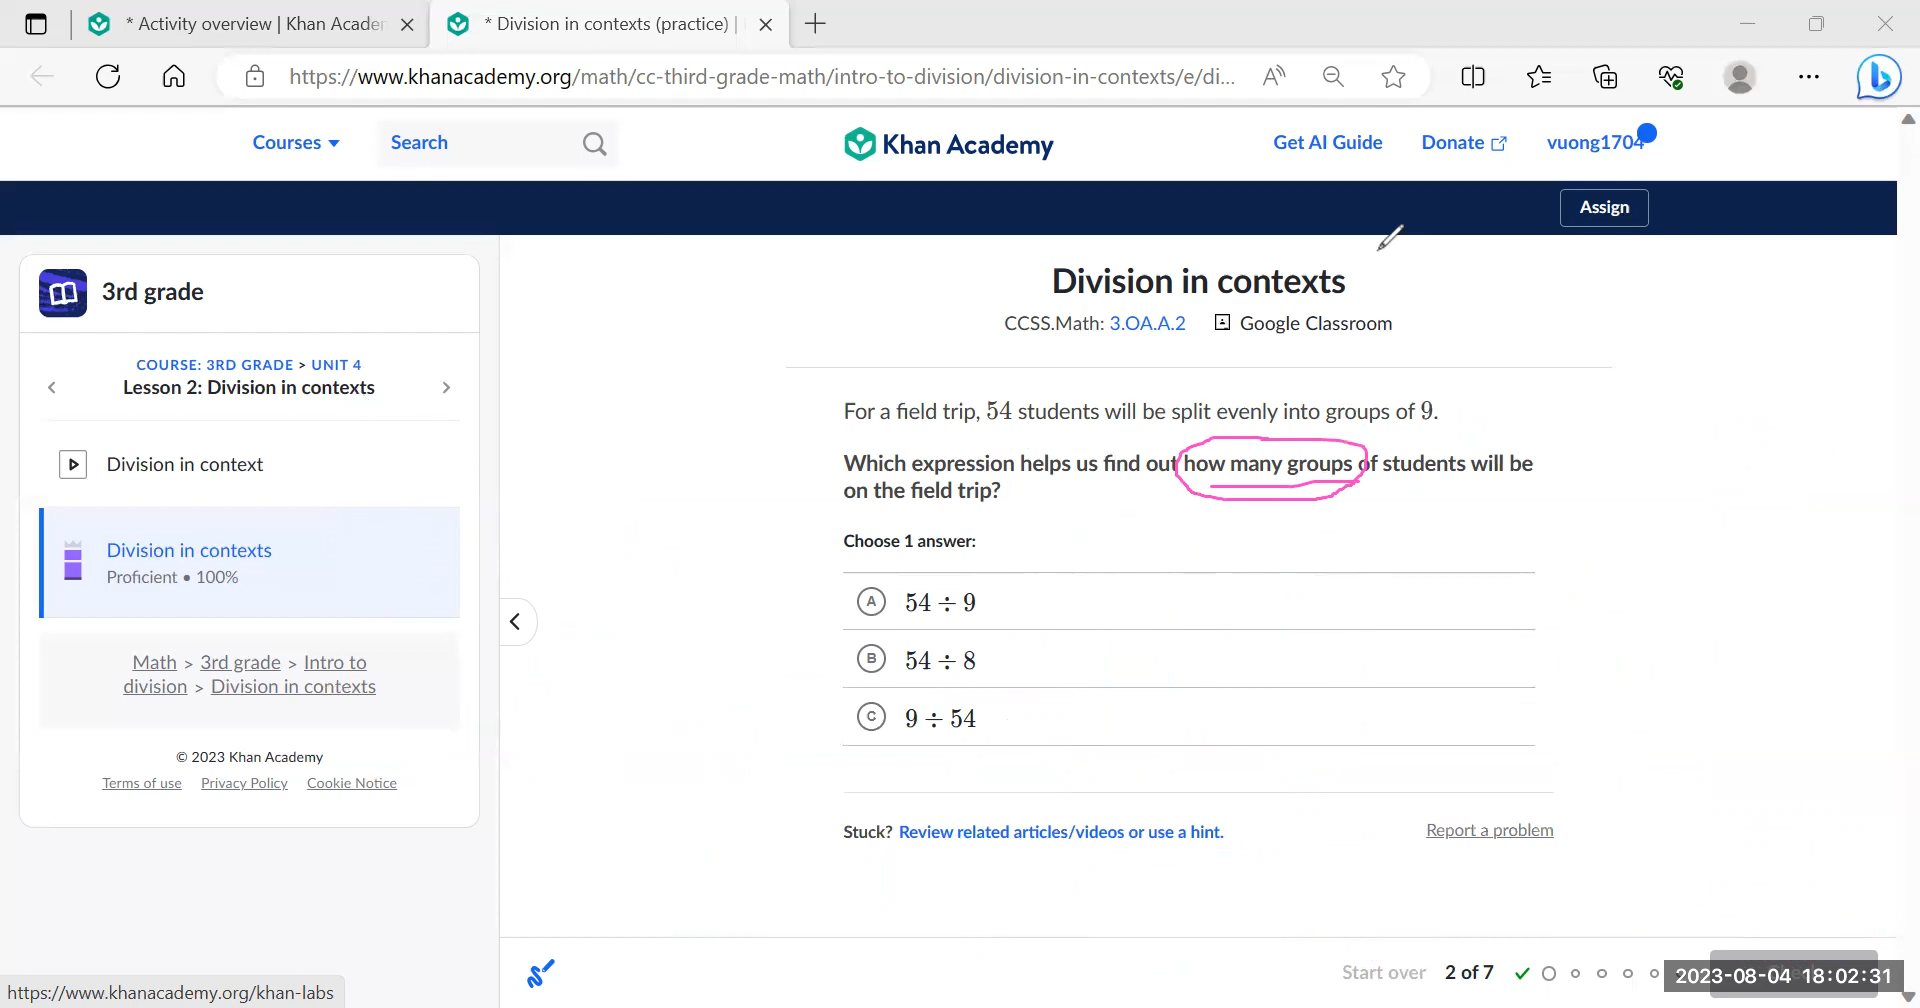 * Activity overview | Khan Acade
* Division in contexts (practice) |
https://www.khanacademy.org/math/cc-third-grade-math/intro-to-division/division-in-contexts/e/di...
Courses
Search
Khan Academy
Get AI Guide
Donate
vuong1704
Assign
3rd grade
COURSE: 3RD GRADE > UNIT 4
Lesson 2: Division in contexts
Division in context
Division in contexts
Proficient • 100%
Math > 3rd grade > Intro to
division > Division in contexts
© 2023 Khan Academy
Terms of use Privacy Policy Cookie Notice
Division in contexts
CCSS.Math: 3.OA.A.2 Google Classroom
For a field trip, 54 students will be split evenly into groups of 9.
Which expression helps us find out how many groups of students will be
on the field trip?
Choose 1 answer:
A 54 ÷ 9
B 54 ÷ 8
C 9 ÷ 54
Stuck? Review related articles/videos or use a hint.
Report a problem
Start over 2 of 7
2023-08-04 18:02:31
https://www.khanacademy.org/khan-labs